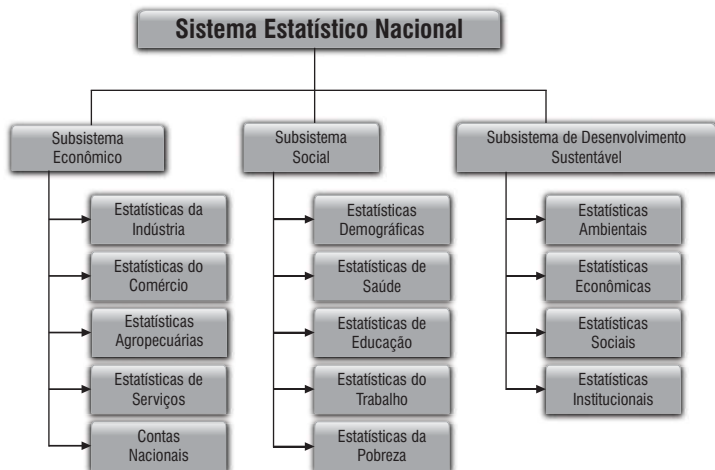 Sistema Estatístico Nacional
Subsistema
Econômico
Estatísticas da
Indústria
Estatísticas do
Comércio
Estatísticas
Agropecuárias
Estatísticas de
Serviços
Contas
Nacionais
Subsistema
Social
Estatísticas
Demográficas
Estatísticas de
Saúde
Estatísticas de
Educação
Estatísticas do
Trabalho
Estatísticas da
Pobreza
Subsistema de Desenvolvimento
Sustentável
Estatísticas
Ambientais
Estatísticas
Econômicas
Estatísticas
Sociais
Estatísticas
Institucionais